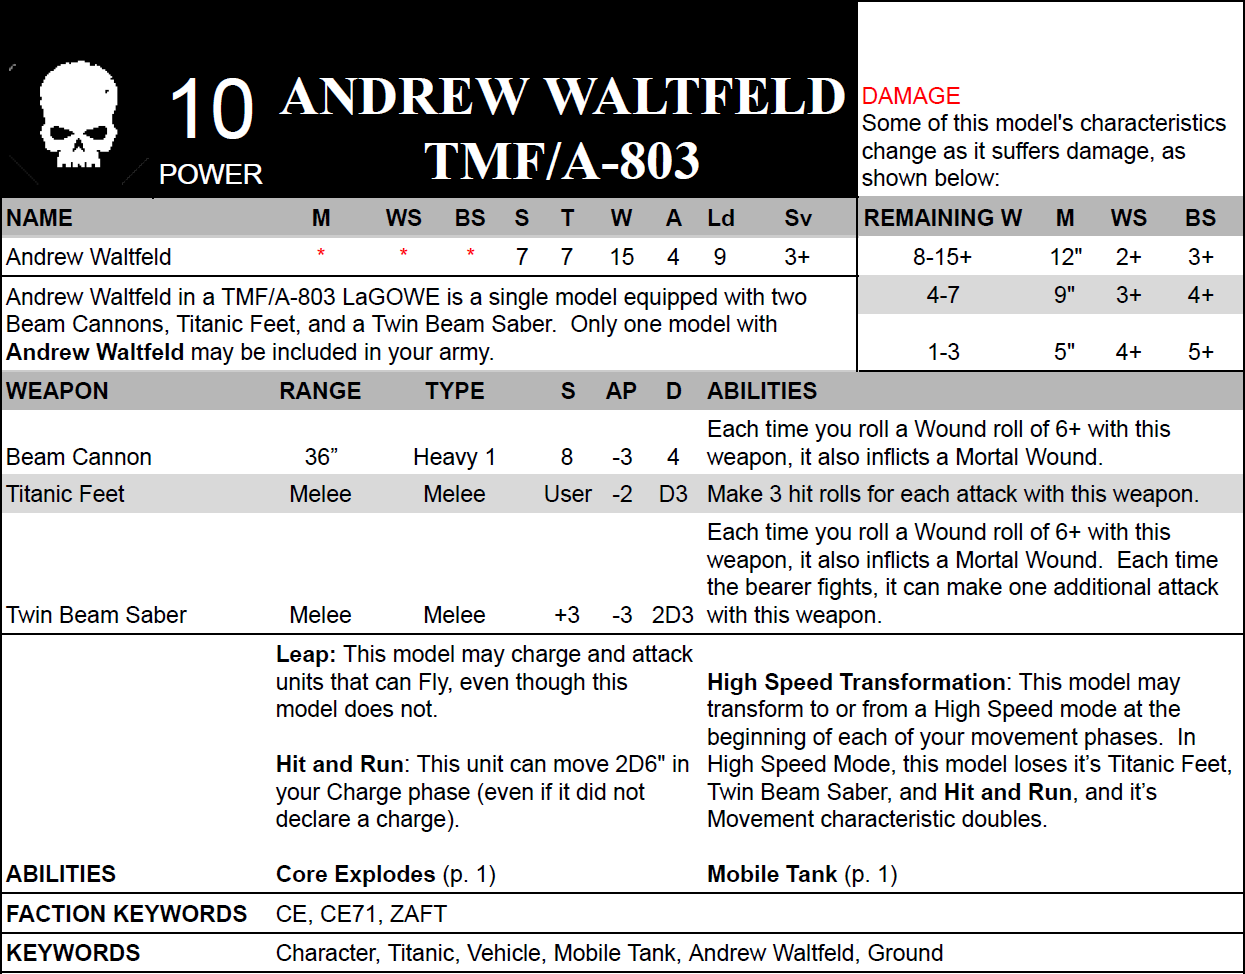 10
POWER
ANDREW WALTFELD
TMF/A-803
DAMAGE
Some of this model's characteristics
change as it suffers damage, as
shown below:
NAME M WS BS S T W A Ld Sv
Andrew Waltfeld * * * 7 7 15 4 9 3+
Andrew Waltfeld in a TMF/A-803 LaGOWE is a single model equipped with two
Beam Cannons, Titanic Feet, and a Twin Beam Saber.  Only one model with
Andrew Waltfeld may be included in your army.
REMAINING W M WS BS
8-15+ 12" 2+ 3+
4-7 9" 3+ 4+
1-3 5" 4+ 5+
WEAPON RANGE TYPE S AP D ABILITIES
Each time you roll a Wound roll of 6+ with this
Beam Cannon 36” Heavy 1 8 -3 4 weapon, it also inflicts a Mortal Wound.
Titanic Feet Melee Melee User -2 D3 Make 3 hit rolls for each attack with this weapon.
Each time you roll a Wound roll of 6+ with this
weapon, it also inflicts a Mortal Wound.  Each time
the bearer fights, it can make one additional attack
Twin Beam Saber Melee Melee +3 -3 2D3 with this weapon.
Leap: This model may charge and attack
units that can Fly, even though this
model does not.
Hit and Run: This unit can move 2D6" in
your Charge phase (even if it did not
declare a charge).
High Speed Transformation: This model may
transform to or from a High Speed mode at the
beginning of each of your movement phases.  In
High Speed Mode, this model loses it’s Titanic Feet,
Twin Beam Saber, and Hit and Run, and it’s
Movement characteristic doubles.
ABILITIES Core Explodes (p. 1) Mobile Tank (p. 1)
FACTION KEYWORDS CE, CE71, ZAFT
KEYWORDS Character, Titanic, Vehicle, Mobile Tank, Andrew Waltfeld, Ground